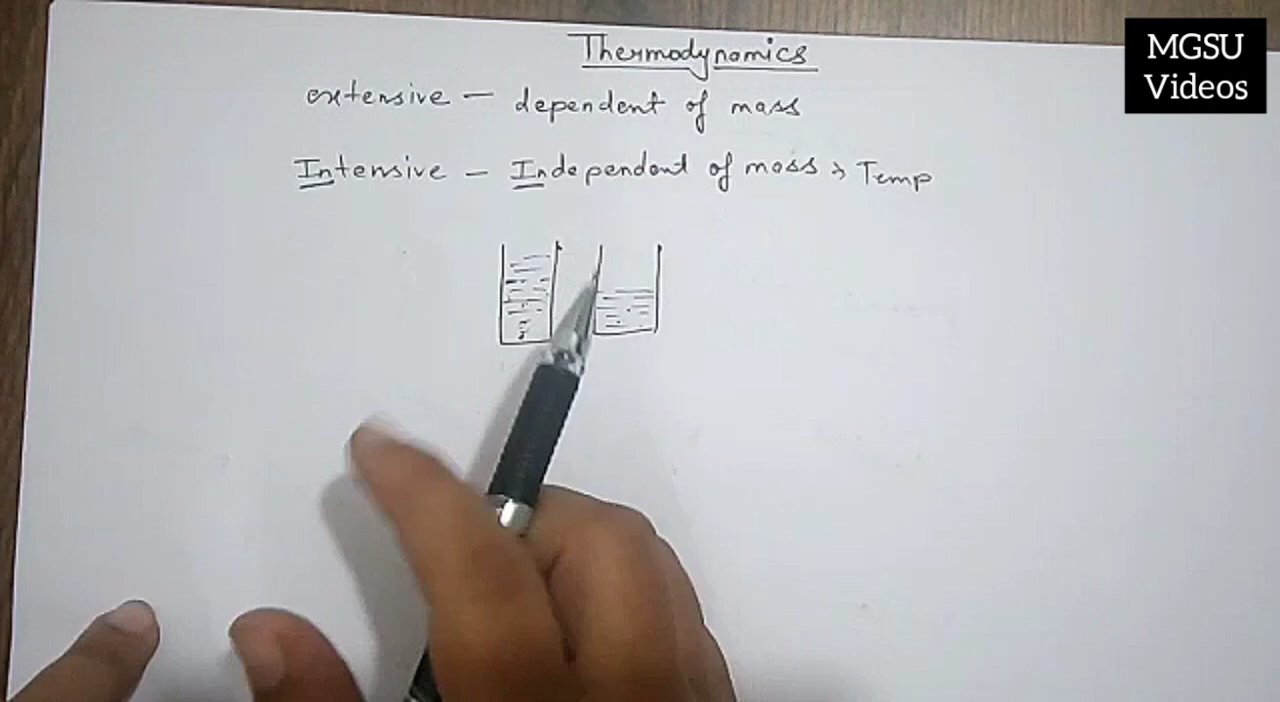 Thermodynamics
MGSU
Videos
extensive - dependent of mass
Intensive - Independent of mass → Temp